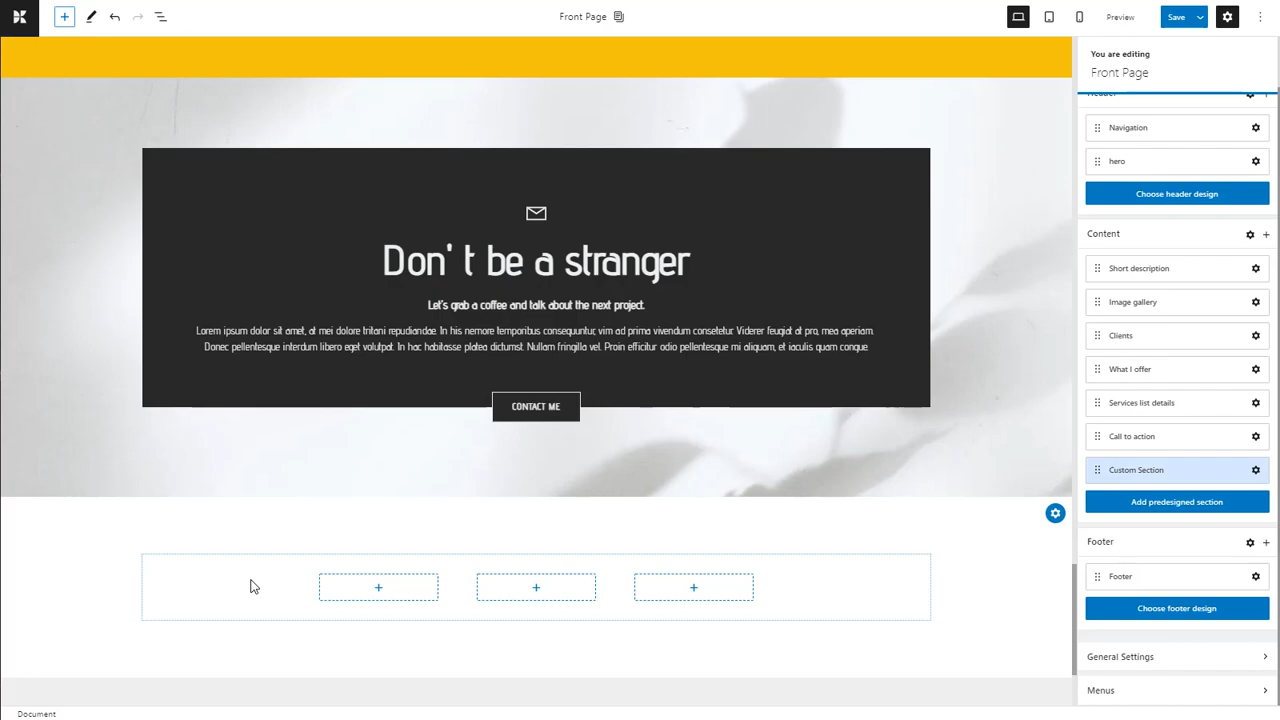 Front Page
Preview
Save
You are editing
Front Page
Navigation
hero
Choose header design
Content
Short description
Image gallery
Clients
What I offer
Services list details
Call to action
Custom Section
Add predesigned section
Footer
Footer
Choose footer design
General Settings
Menus
Don' t be a stranger
Let's grab a coffee and talk about the next project.
Lorem ipsum dolor sit amet, at mei dolore tritani repudiandae. In his nemore temporibus consequuntur, vim ad prima vivendum consetetur. Viderer feugiat at pro, mea aperiam.
Donec pellentesque interdum libero eget volutpat. In hac habitasse platea dictumst. Nullam fringilla vel. Proin efficitur odio pellentesque mi aliquam, et iaculis quam conque.
CONTACT ME
Document